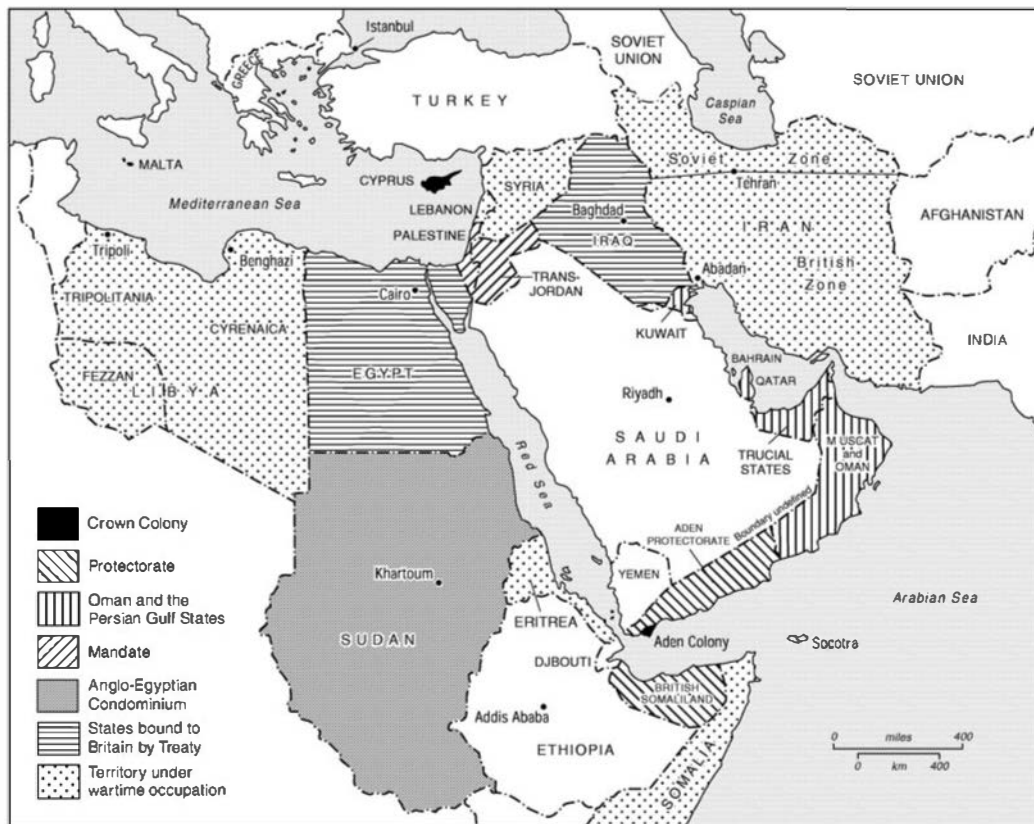 Istanbul
GREECE
TURKEY
SOVIET
UNION
SOVIET UNION
Caspian
Sea
MALTA
CYPRUS
SYRIA
Soviet Zone
Tehran
Mediterranean Sea
LEBANON
Baghdad
AFGHANISTAN
PALESTINE
IRAQ
IRAN
Tripoli
Benghazi
British
Zone
Abadan
TRANS-
JORDAN
Cairo
TRIPOLITANIA
CYRENAICA
KUWAIT
INDIA
BAHRAIN
FEZZAN
EGYPT
QATAR
LIBYA
Riyadh
SAUDI
ARABIA
TRUCIAL
STATES
MUSCAT
and
OMAN
Red Sea
Boundary undefined
ADEN
PROTECTORATE
Crown Colony
Protectorate
Khartoum
YEMEN
Arabian Sea
Oman and the
Persian Gulf States
ERITREA
SUDAN
Aden Colony
Socotra
Mandate
DJBOUTI
Anglo-Egyptian
Condominium
BRITISH
SOMALILAND
Addis Ababa
States bound to
Britain by Treaty
ETHIOPIA
0 miles 400
0 km 400
SOMALIA
Territory under
wartime occupation